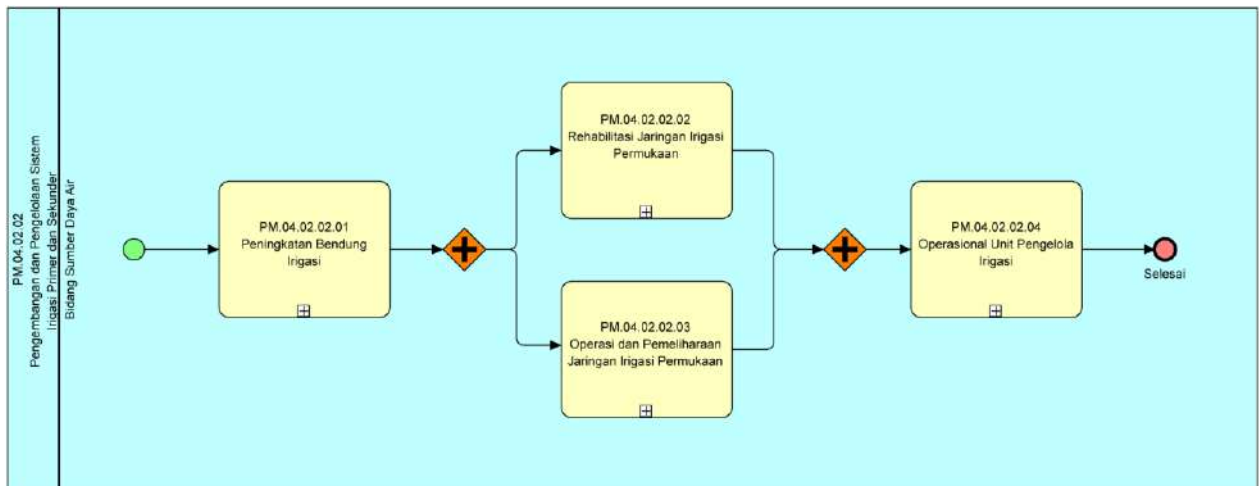 PM.04.02.02
Pengembangan dan Pengelolaan Sistem
Irigasi Primer dan Sekunder
Bidang Sumber Daya Air
PM.04.02.02.01
Peningkatan Bendung
Irigasi
PM.04.02.02.02
Rehabilitasi Jaringan Irigasi
Permukaan
PM.04.02.02.03
Operasi dan Pemeliharaan
Jaringan Irigasi Permukaan
PM.04.02.02.04
Operasional Unit Pengelola
Irigasi
Selesai